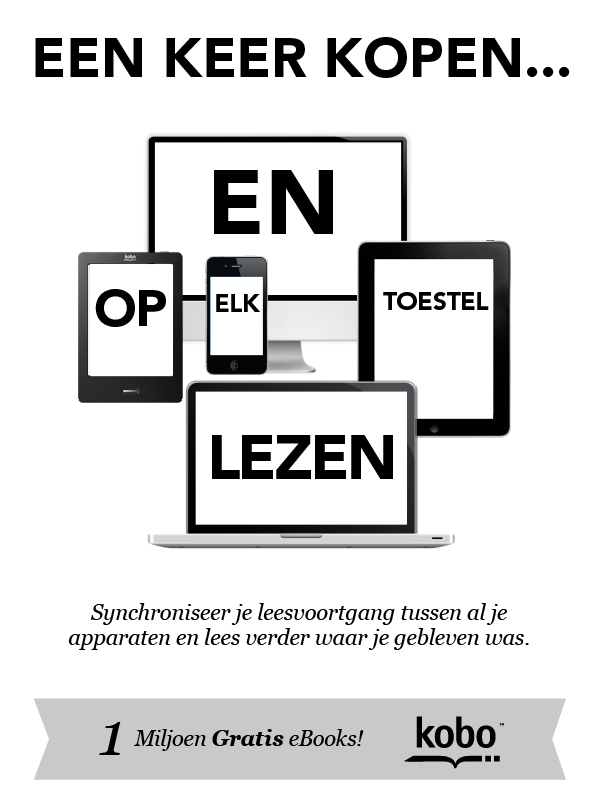 EEN KEER KOPEN...
EN
kobo
OP
ELK
TOESTEL
LEZEN
Synchroniseer je leesvoortgang tussen al je
apparaten en lees verder waar je gebleven was.
1 Miljoen Gratis eBooks!
kobo™